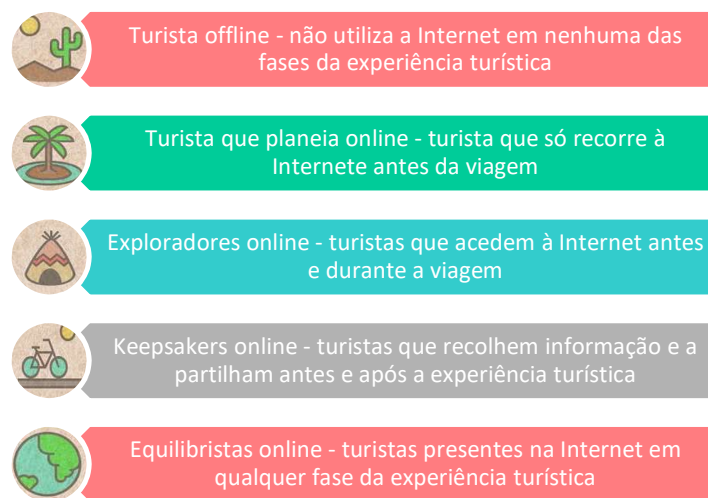 Turista offline - não utiliza a Internet em nenhuma das
fases da experiência turística
Turista que planeia online - turista que só recorre à
Internete antes da viagem
Exploradores online - turistas que acedem à Internet antes
e durante a viagem
Keepsakers online - turistas que recolhem informação e a
partilham antes e após a experiência turística
Equilibristas online - turistas presentes na Internet em
qualquer fase da experiência turística